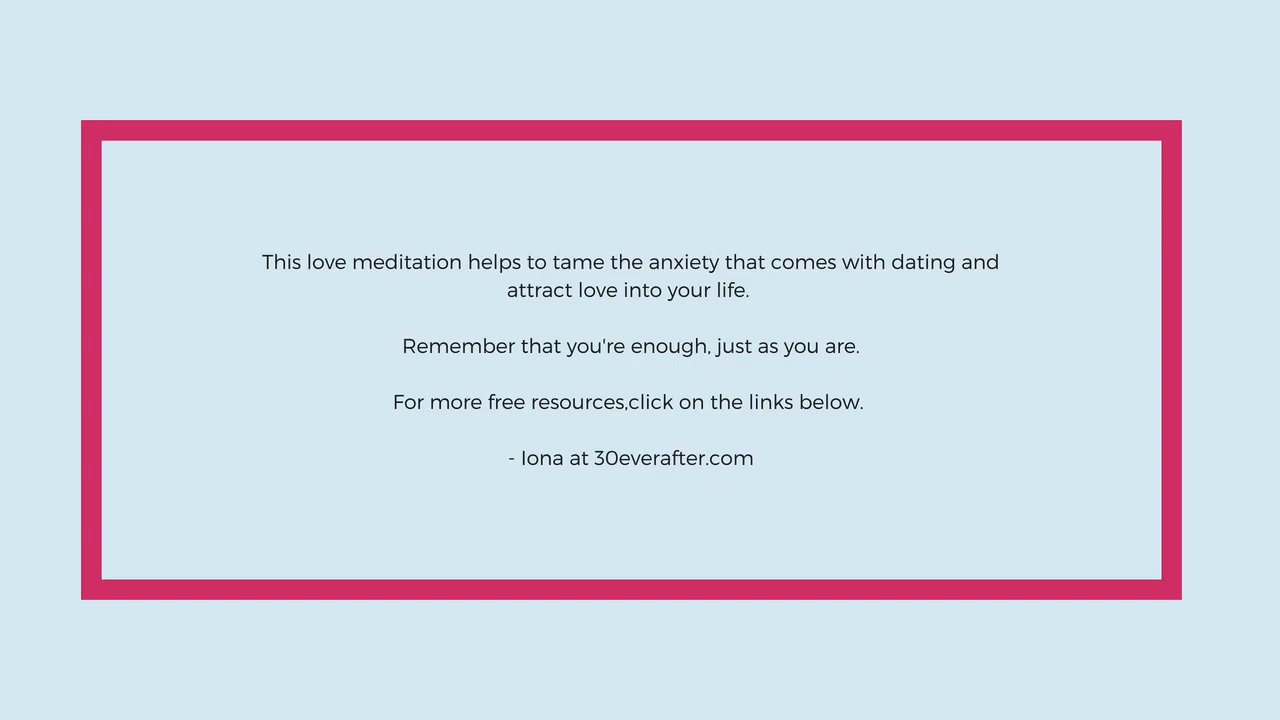 This love meditation helps to tame the anxiety that comes with dating and
attract love into your life.
Remember that you're enough, just as you are.
For more free resources,click on the links below.
- Iona at 30everafter.com